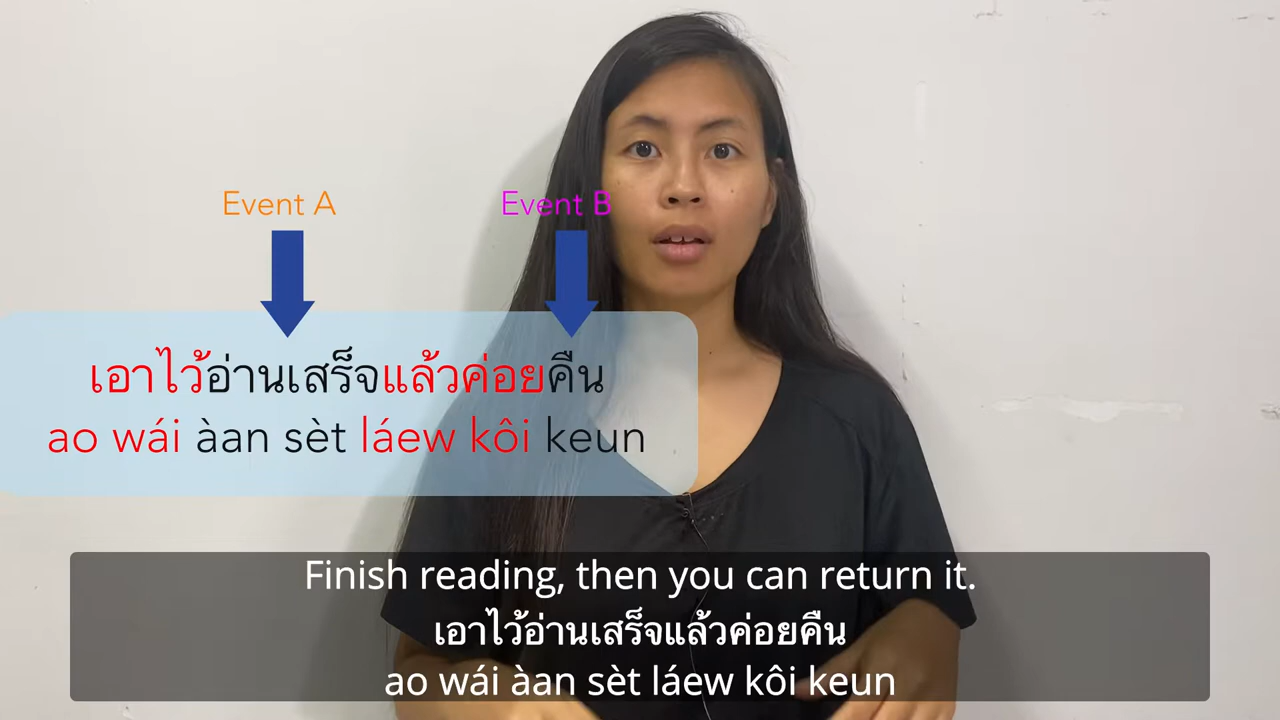 Event A
Event B
เอาไว้อ่านเสร็จแล้วค่อยคืน
ao wái àan sèt láew kôi keun
Finish reading, then you can return it.
เอาไว้อ่านเสร็จแล้วค่อยคืน
ao wái àan sèt láew kôi keun